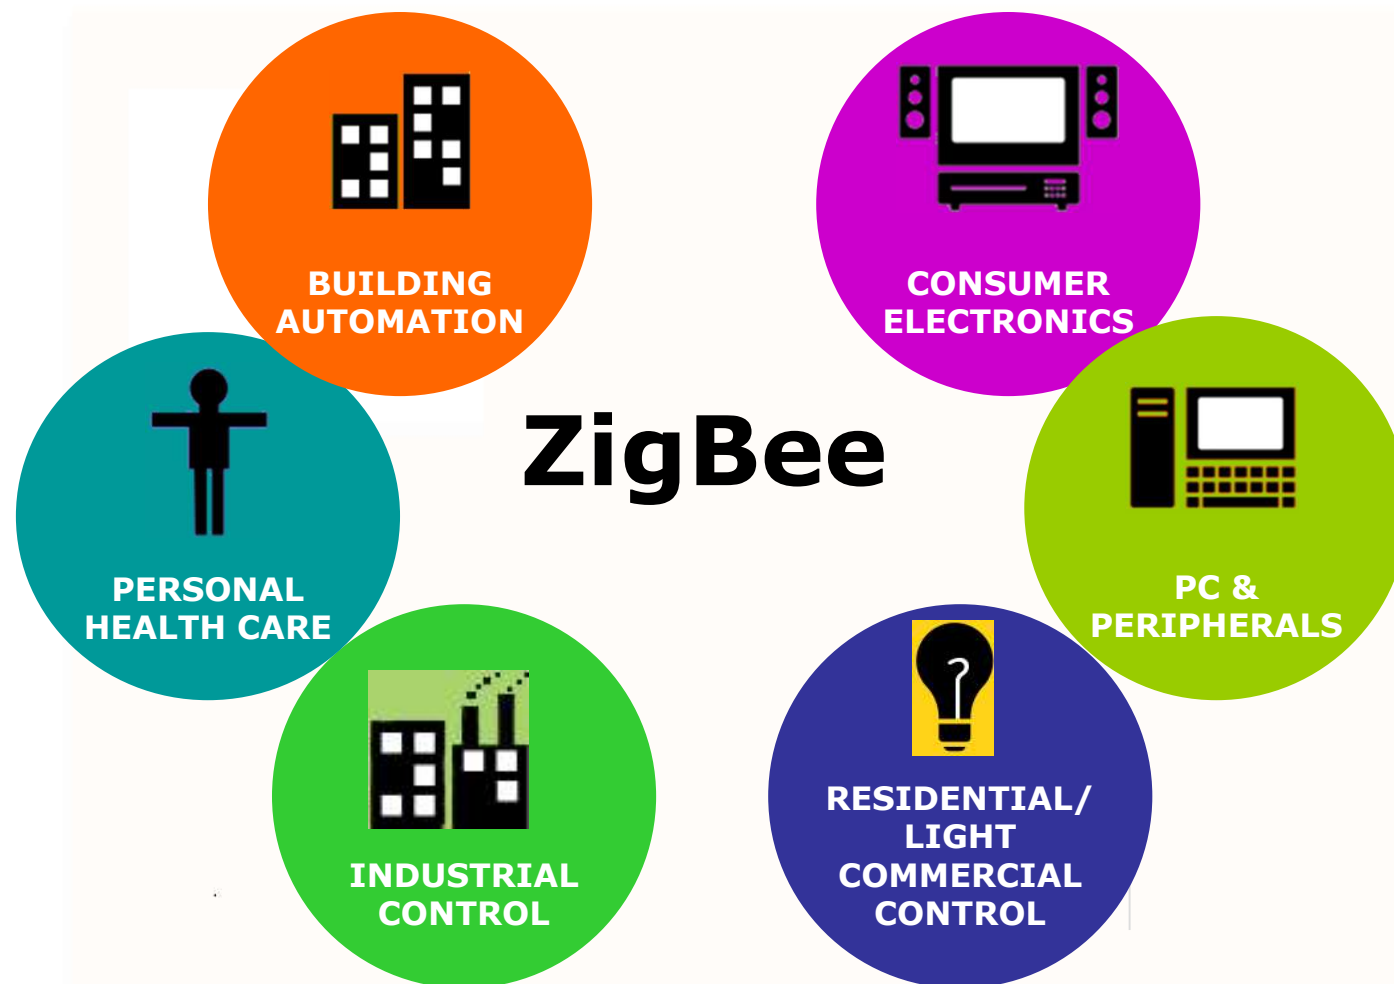 BUILDING
AUTOMATION
CONSUMER
ELECTRONICS
ZigBee
PERSONAL
HEALTH CARE
PC &
PERIPHERALS
INDUSTRIAL
CONTROL
RESIDENTIAL/
LIGHT
COMMERCIAL
CONTROL